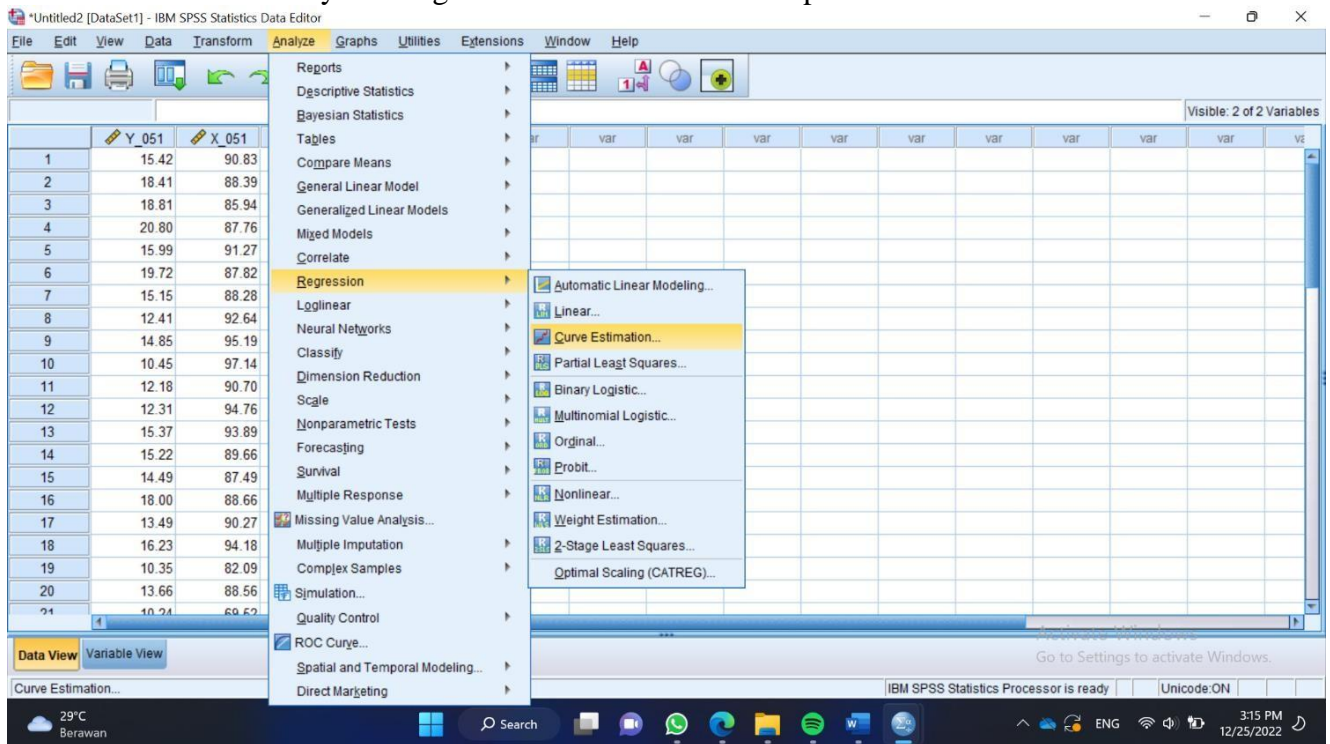 *Untitled2 [DataSet1] - IBM SPSS Statistics Data Editor
File Edit View Data Transform Analyze Graphs Utilities Extensions Window Help
Visible: 2 of 2 Variables
Y_051 X_051 var var var var var var var var var
1 15.42 90.83
2 18.41 88.39
3 18.81 85.94
4 20.80 87.76
5 15.99 91.27
6 19.72 87.82
7 15.15 88.28
8 12.41 92.64
9 14.85 95.19
10 10.45 97.14
11 12.18 90.70
12 12.31 94.76
13 15.37 93.89
14 15.22 89.66
15 14.49 87.49
16 18.00 88.66
17 13.49 90.27
18 16.23 94.18
19 10.35 82.09
20 13.66 88.56
21 10.24 69.62
Reports
Descriptive Statistics
Bayesian Statistics
Tables
Compare Means
General Linear Model
Generalized Linear Models
Mixed Models
Correlate
Regression
Loglinear
Neural Networks
Classify
Dimension Reduction
Scale
Nonparametric Tests
Forecasting
Survival
Multiple Response
Missing Value Analysis...
Multiple Imputation
Complex Samples
Simulation...
Quality Control
ROC Curve...
Spatial and Temporal Modeling...
Direct Marketing
Automatic Linear Modeling...
Linear...
Curve Estimation...
Partial Least Squares...
Binary Logistic...
Multinomial Logistic...
Ordinal...
Probit...
Nonlinear...
Weight Estimation...
2-Stage Least Squares...
Optimal Scaling (CATREG)...
Activate Windows
Go to Settings to activate Windows.
Data View Variable View
Curve Estimation... IBM SPSS Statistics Processor is ready Unicode:ON
29°C
Berawan
Search
ENG
3:15 PM
12/25/2022